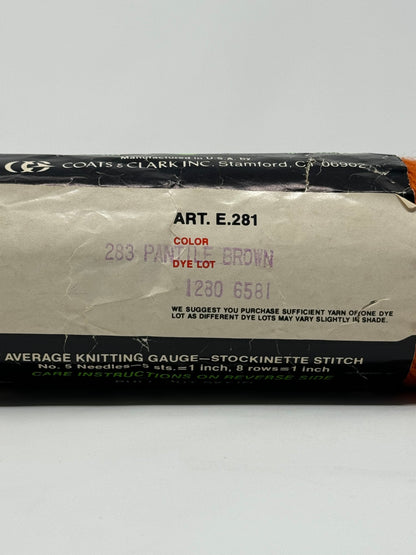 Manufactured in U.S.A. by
COATS & CLARK INC. Stamford, CT 06902
ART. E.281
COLOR
283 PANTILE BROWN
DYE LOT
1280 6581
WE SUGGEST YOU PURCHASE SUFFICIENT YARN OF ONE DYE
LOT AS DIFFERENT DYE LOTS MAY VARY SLIGHTLY IN SHADE.
AVERAGE KNITTING GAUGE—STOCKINETTE STITCH
No. 5 Needles—5 sts.=1 inch, 8 rows=1 inch
CARE INSTRUCTIONS ON REVERSE SIDE